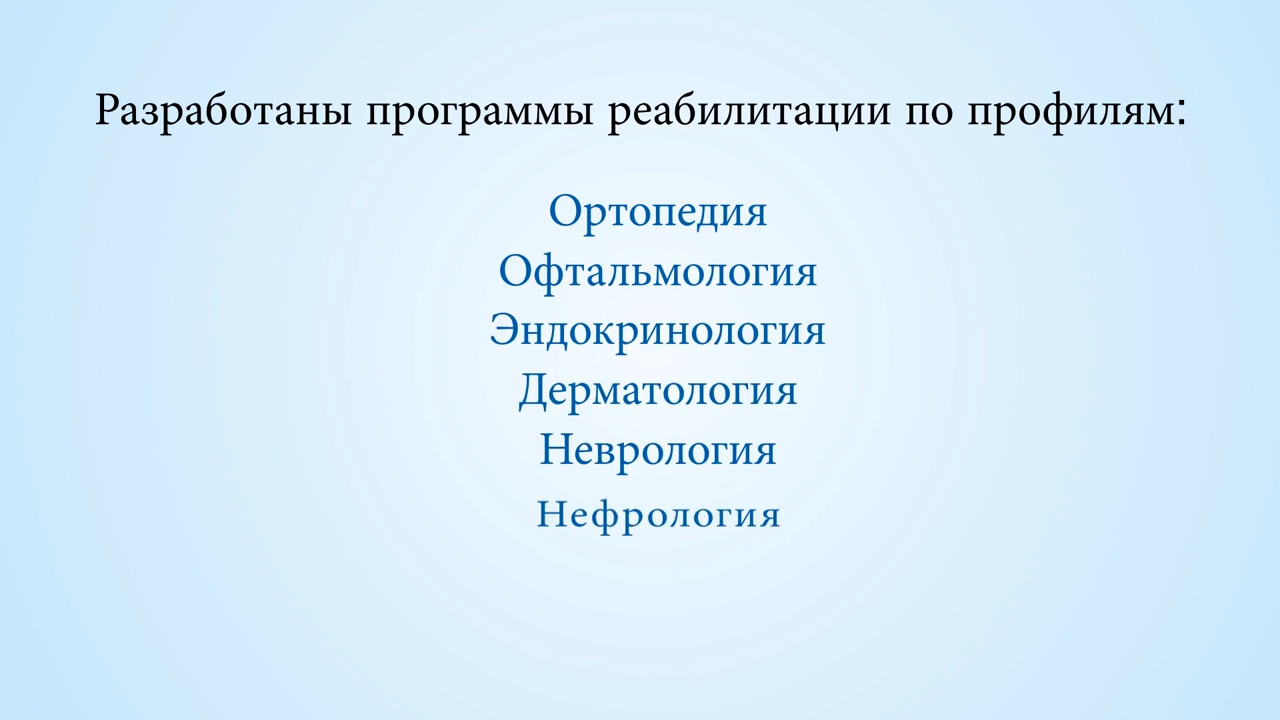 Разработаны программы реабилитации по профилям:
Ортопедия
Офтальмология
Эндокринология
Дерматология
Неврология
Нефрология